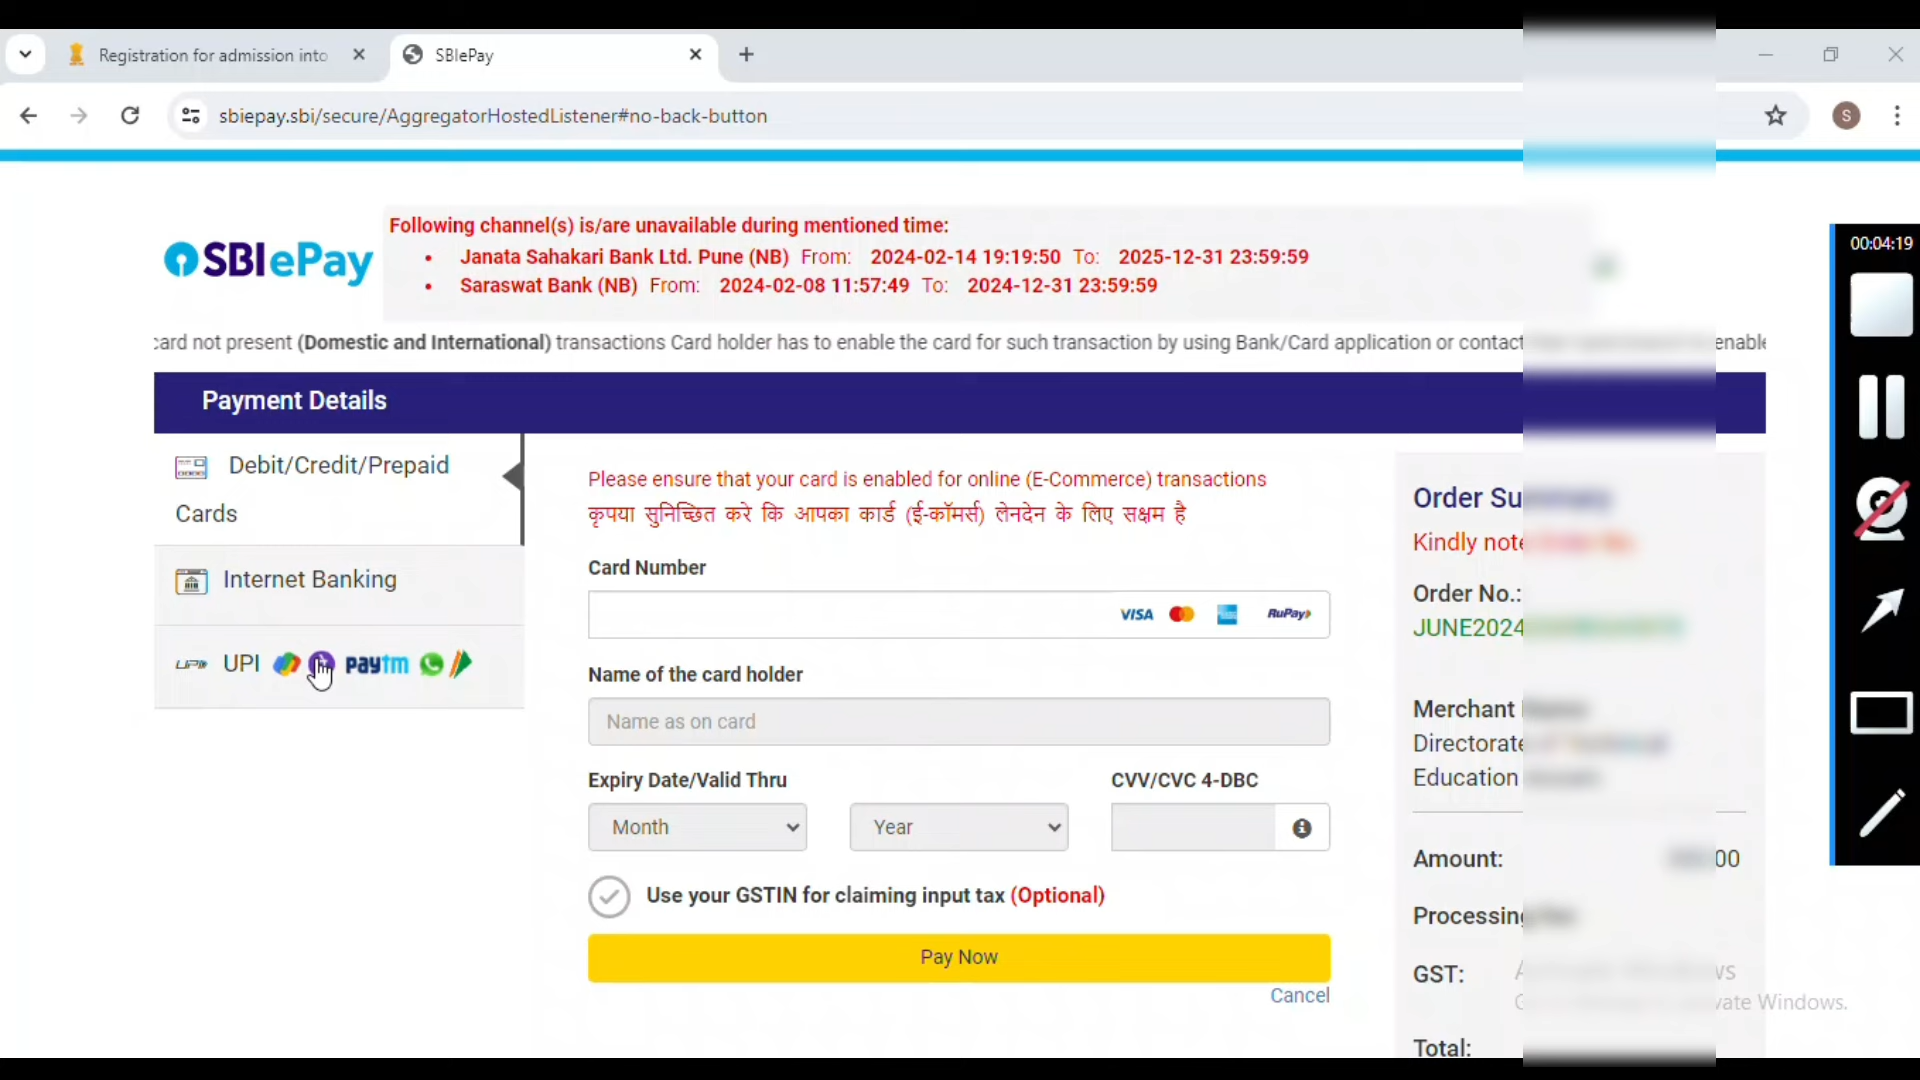 Registration for admission into
SBIePay
sbiepay.sbi/secure/AggregatorHostedListener#no-back-button
S
SBI ePay
Following channel(s) is/are unavailable during mentioned time:
Janata Sahakari Bank Ltd. Pune (NB) From: 2024-02-14 19:19:50 To: 2025-12-31 23:59:59
Saraswat Bank (NB) From: 2024-02-08 11:57:49 To: 2024-12-31 23:59:59
00:04:19
card not present (Domestic and International) transactions Card holder has to enable the card for such transaction by using Bank/Card application or contact
Payment Details
Debit/Credit/Prepaid
Cards
Internet Banking
UPI paytm
Please ensure that your card is enabled for online (E-Commerce) transactions
कृपया सुनिच्छित करे कि आपका कार्ड (ई-कॉमर्स) लेनदेन के लिए सक्षम है
Card Number
VISA RuPay
Name of the card holder
Name as on card
Expiry Date/Valid Thru
CVV/CVC 4-DBC
Month
Year
Use your GSTIN for claiming input tax (Optional)
Pay Now
Cancel
Order Summary
Kindly note
Order No.:
JUNE2024
Merchant
Directorate
Education
Amount:
00
Processing
GST:
Windows.
Total: